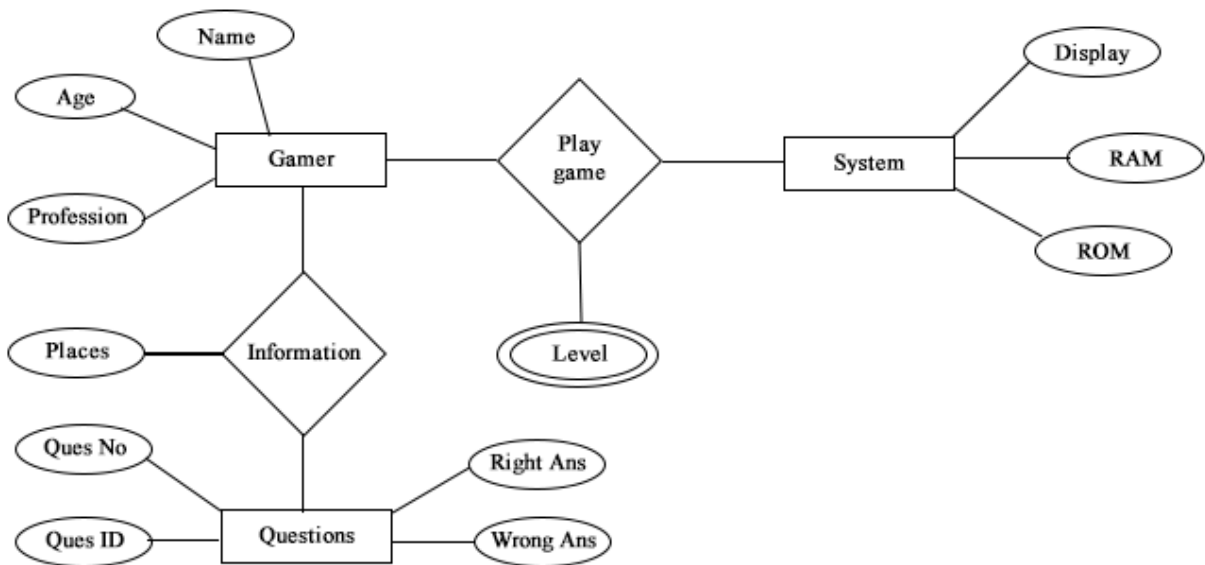 Name
Display
Age
Gamer
Play
game
System
RAM
Profession
ROM
Places
Information
Level
Ques No
Right Ans
Ques ID
Questions
Wrong Ans